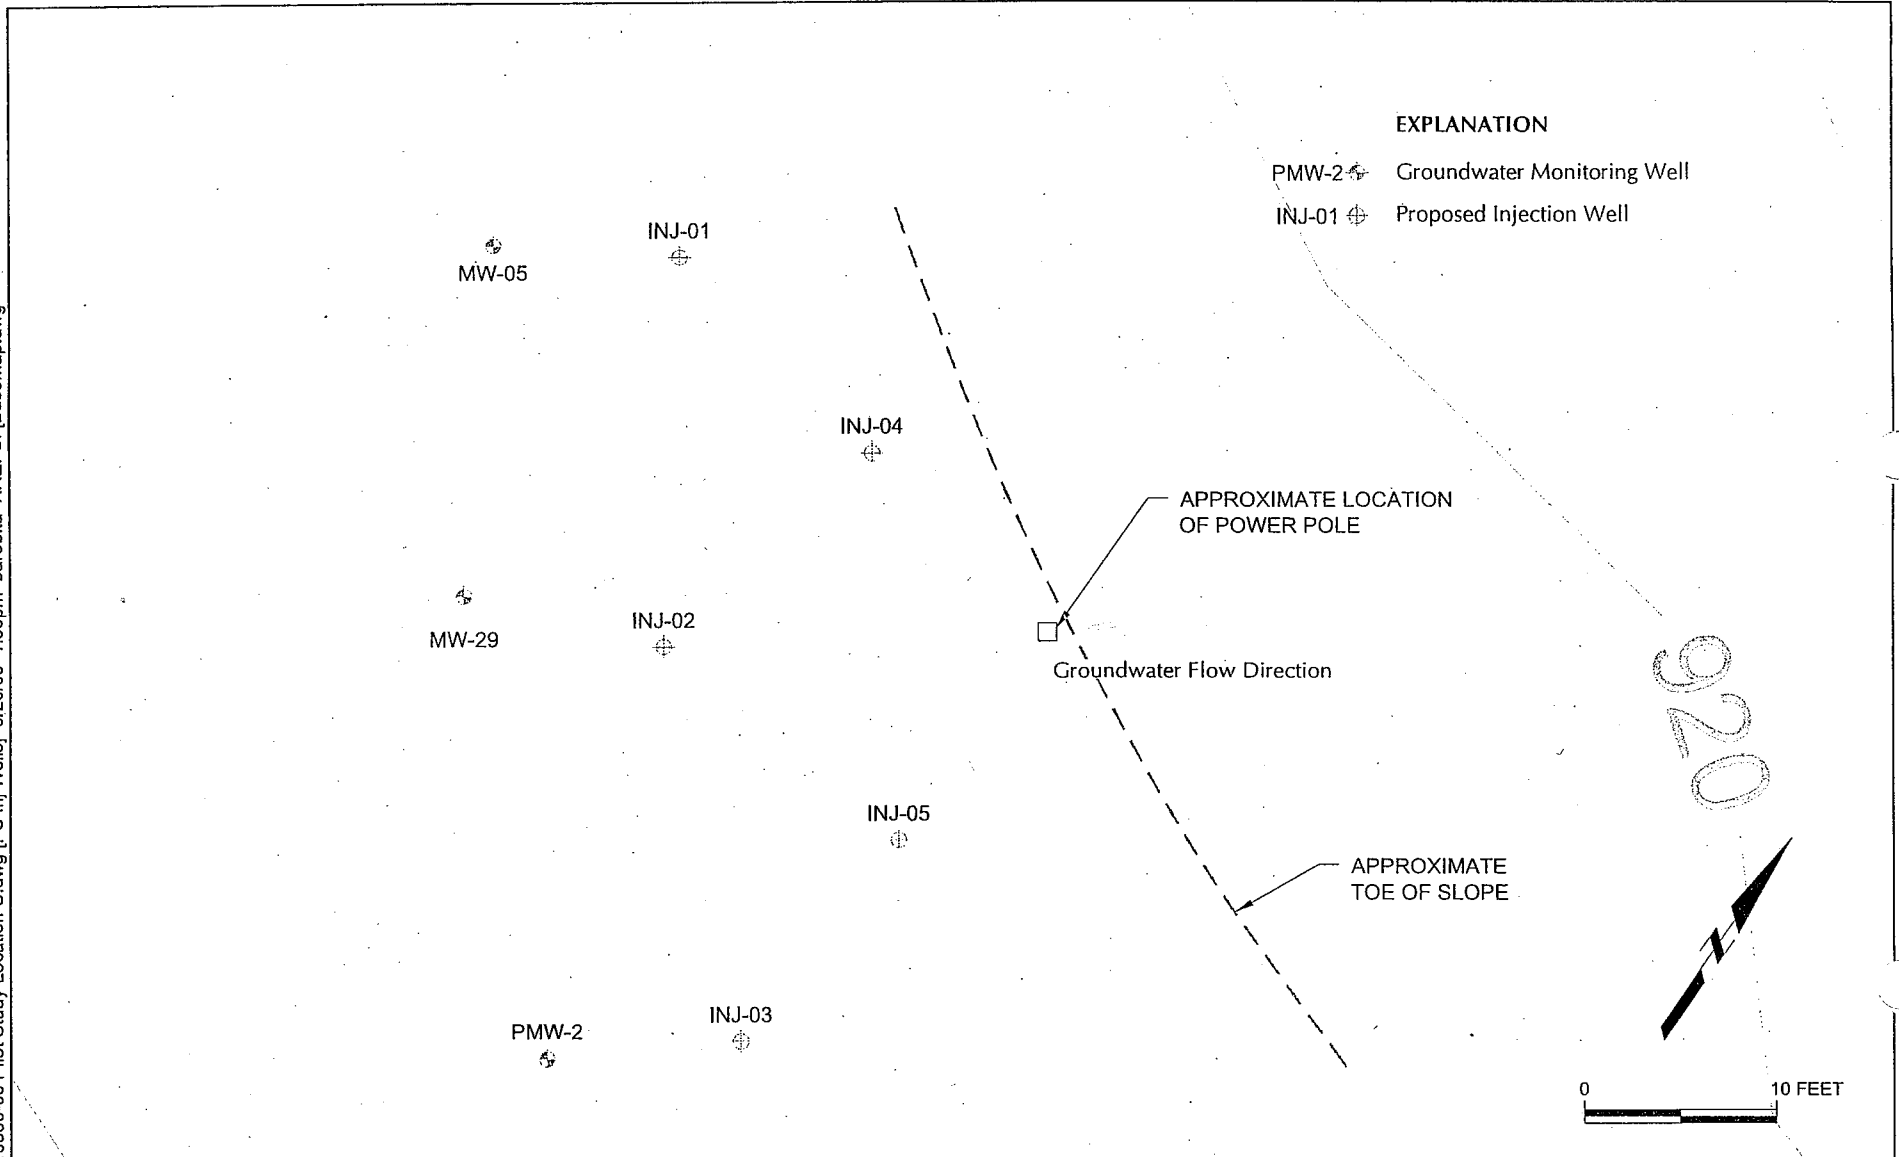 EXPLANATION
PMW-2 Groundwater Monitoring Well
INJ-01 Proposed Injection Well
INJ-01
MW-05
INJ-04
APPROXIMATE LOCATION
OF POWER POLE
MW-29
INJ-02
Groundwater Flow Direction
920
INJ-05
APPROXIMATE
TOE OF SLOPE
N
PMW-2
INJ-03
0 10 FEET